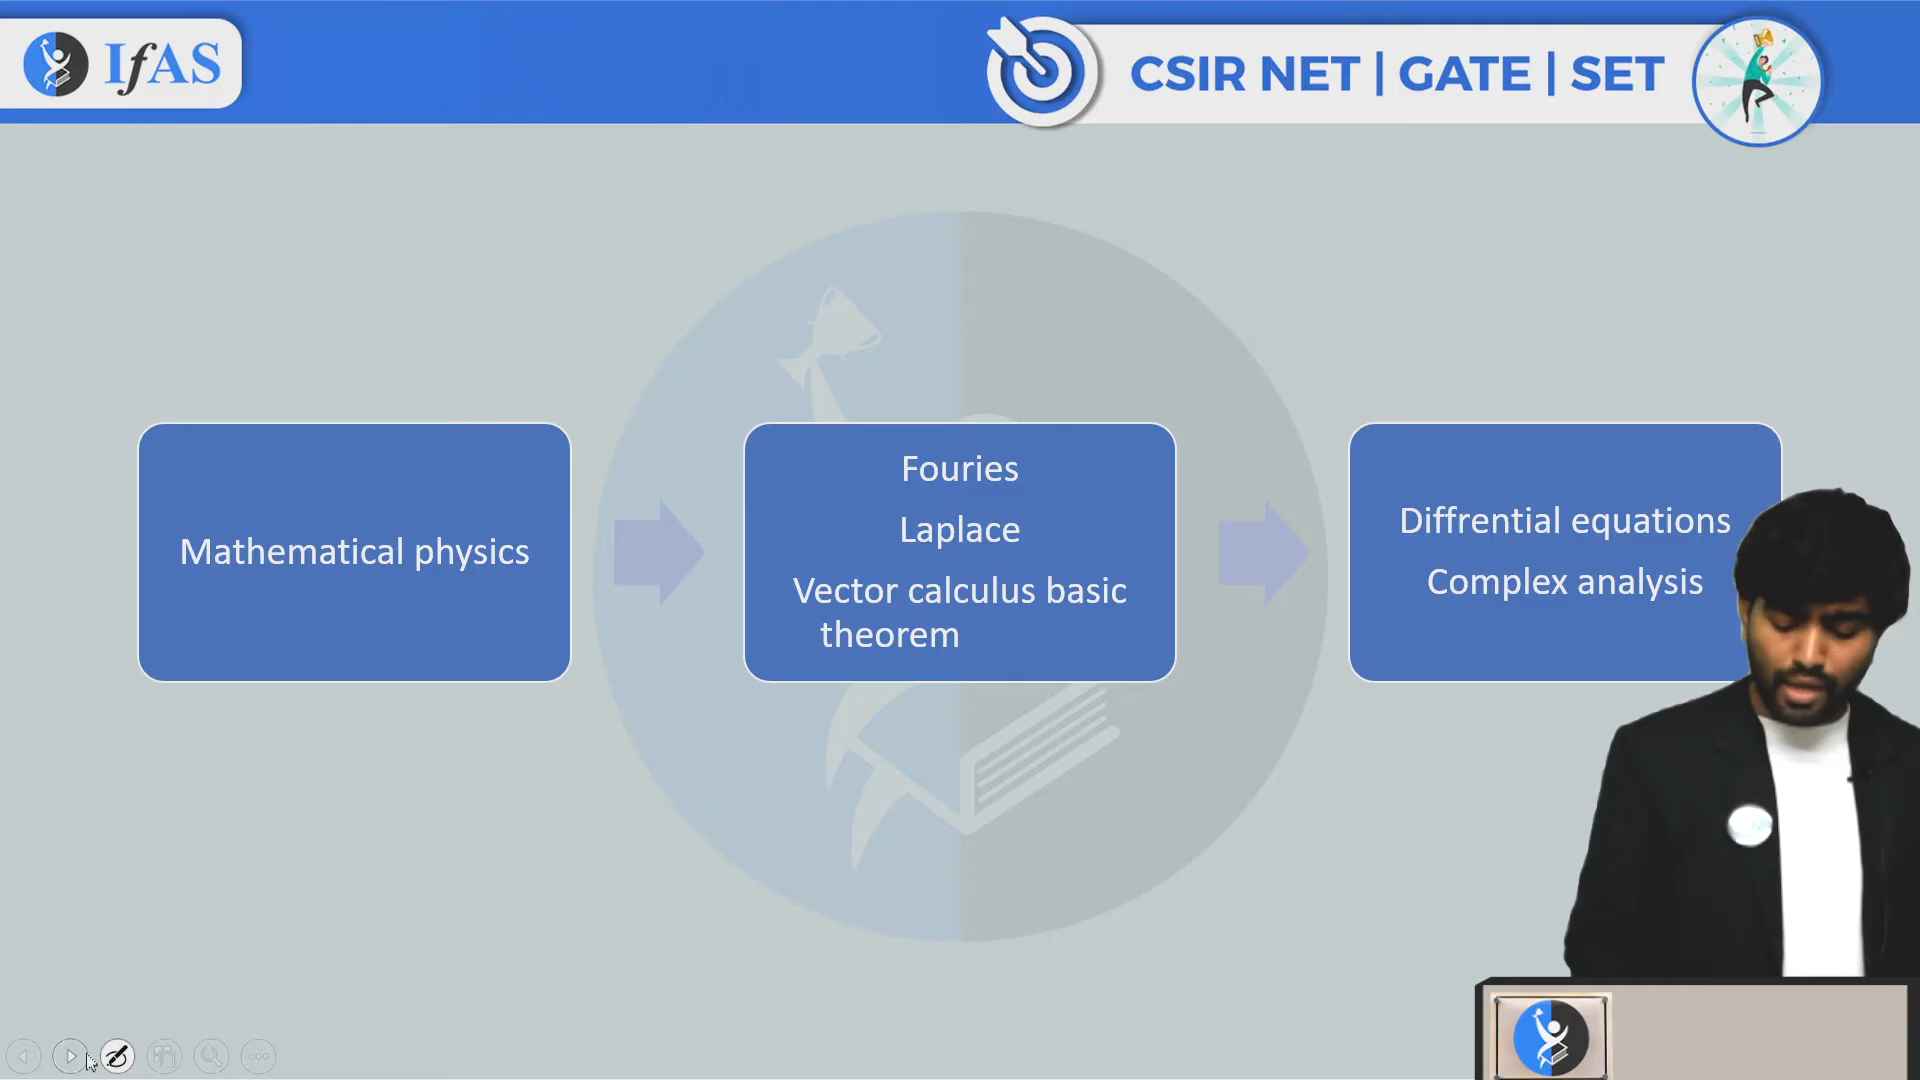 IfAS
CSIR NET | GATE | SET
Mathematical physics
Fouries
Laplace
Vector calculus basic
theorem
Diffrential equations
Complex analysis